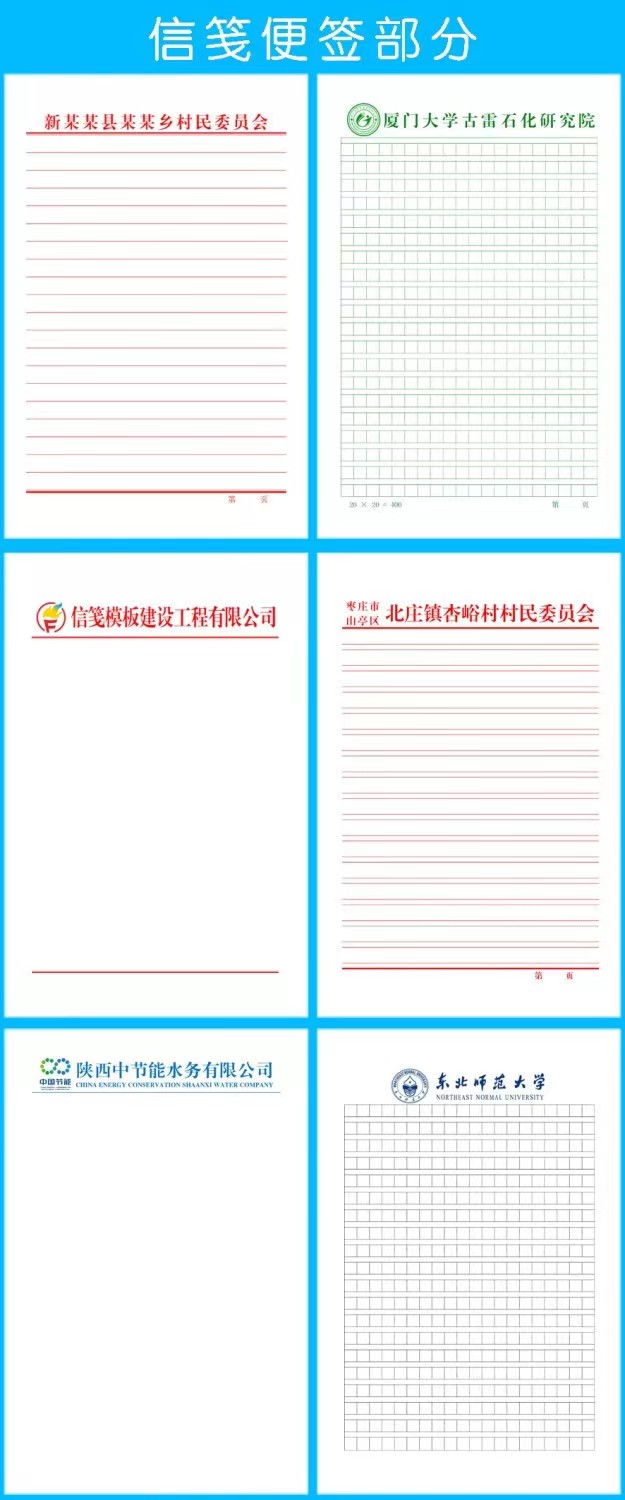 信笺便签部分
新某某县某某乡村民委员会
第 页
厦门大学古雷石化研究院
20 × 20 = 400
第 页
信笺模板建设工程有限公司
枣庄市
山亭区
北庄镇杏峪村村民委员会
第 页
中国节能
陕西中节能水务有限公司
CHINA ENERGY CONSERVATION SHAANXI WATER COMPANY
东北师范大学
NORTHEAST NORMAL UNIVERSITY